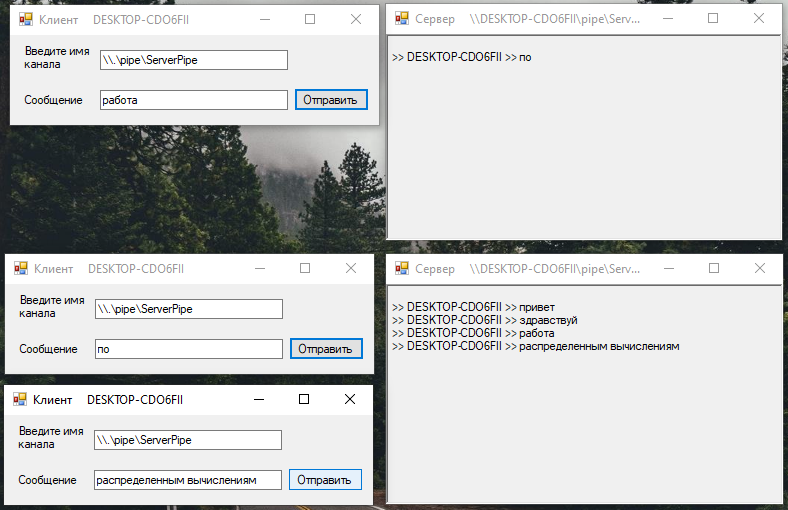 Клиент DESKTOP-CDO6FII
Введите имя
канала
\\.\pipe\ServerPipe
Сообщение
работа
Отправить
Сервер \\DESKTOP-CDO6FII\pipe\Serv...
>> DESKTOP-CDO6FII >> по
Клиент DESKTOP-CDO6FII
Введите имя
канала
\\.\pipe\ServerPipe
Сообщение
по
Отправить
Клиент DESKTOP-CDO6FII
Введите имя
канала
\\.\pipe\ServerPipe
Сообщение
распределенным вычислениям
Отправить
Сервер \\DESKTOP-CDO6FII\pipe\Serv...
>> DESKTOP-CDO6FII >> привет
>> DESKTOP-CDO6FII >> здравствуй
>> DESKTOP-CDO6FII >> работа
>> DESKTOP-CDO6FII >> распределенным вычислениям